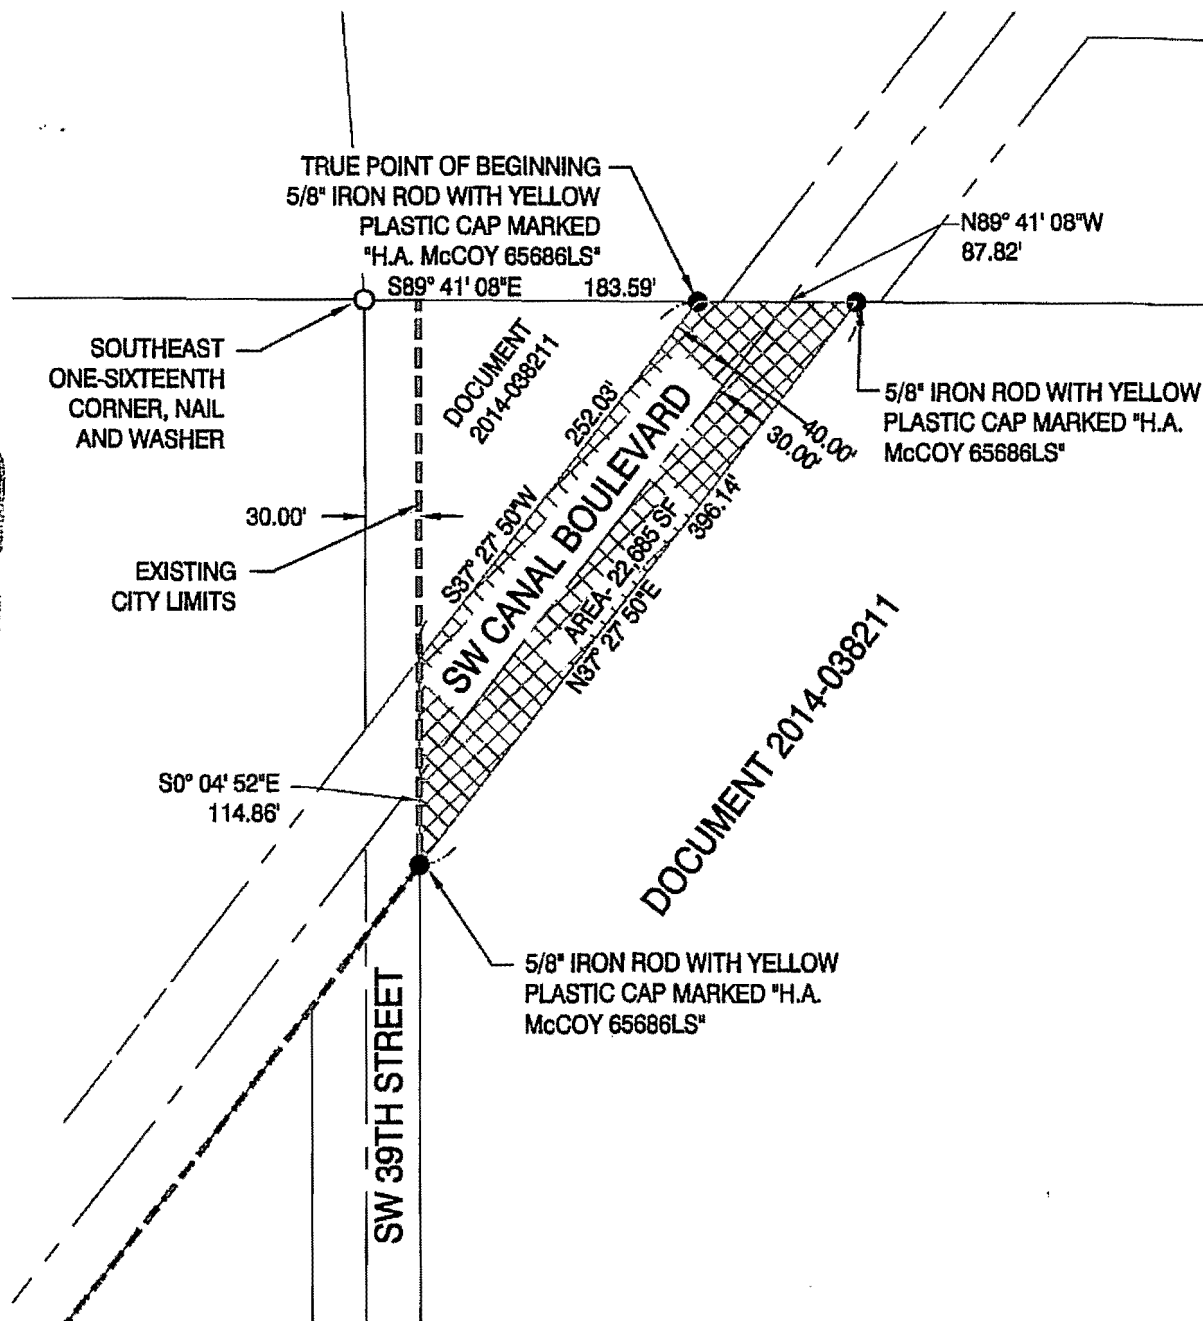 TRUE POINT OF BEGINNING
5/8" IRON ROD WITH YELLOW
PLASTIC CAP MARKED
"H.A. McCOY 65686LS"
S89° 41' 08"E 183.59'
N89° 41' 08"W
87.82'
SOUTHEAST
ONE-SIXTEENTH
CORNER, NAIL
AND WASHER
DOCUMENT
2014-038211
252.03'
S37° 27' 50"W
SW CANAL BOULEVARD
40.00'
30.00'
5/8" IRON ROD WITH YELLOW
PLASTIC CAP MARKED "H.A.
McCOY 65686LS"
30.00'
EXISTING
CITY LIMITS
AREA- 22,685 SF
396.14'
N37° 27' 50"E
DOCUMENT 2014-038211
S0° 04' 52"E
114.86'
5/8" IRON ROD WITH YELLOW
PLASTIC CAP MARKED "H.A.
McCOY 65686LS"
SW 39TH STREET